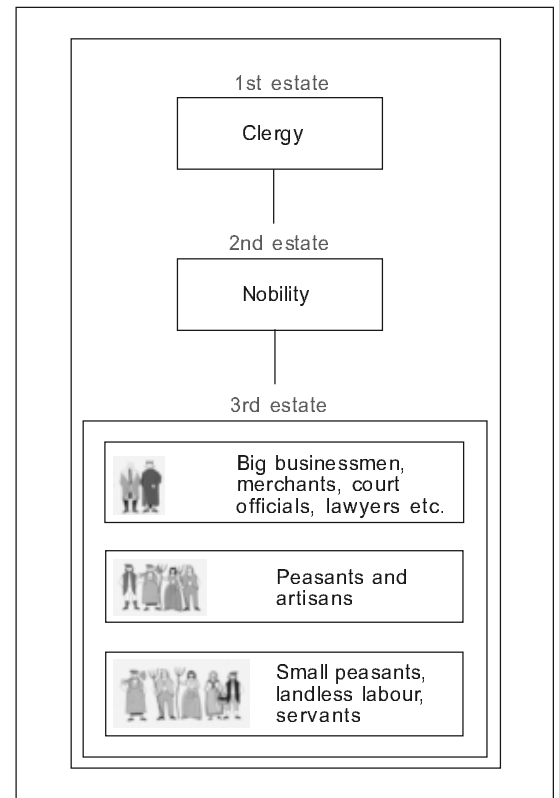 1st estate
Clergy
2nd estate
Nobility
3rd estate
Big businessmen,
merchants, court
officials, lawyers etc.
Peasants and
artisans
Small peasants,
landless labour,
servants